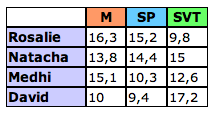 M SP SVT
Rosalie 16,3 15,2 9,8
Natacha 13,8 14,4 15
Medhi 15,1 10,3 12,6
David 10 9,4 17,2